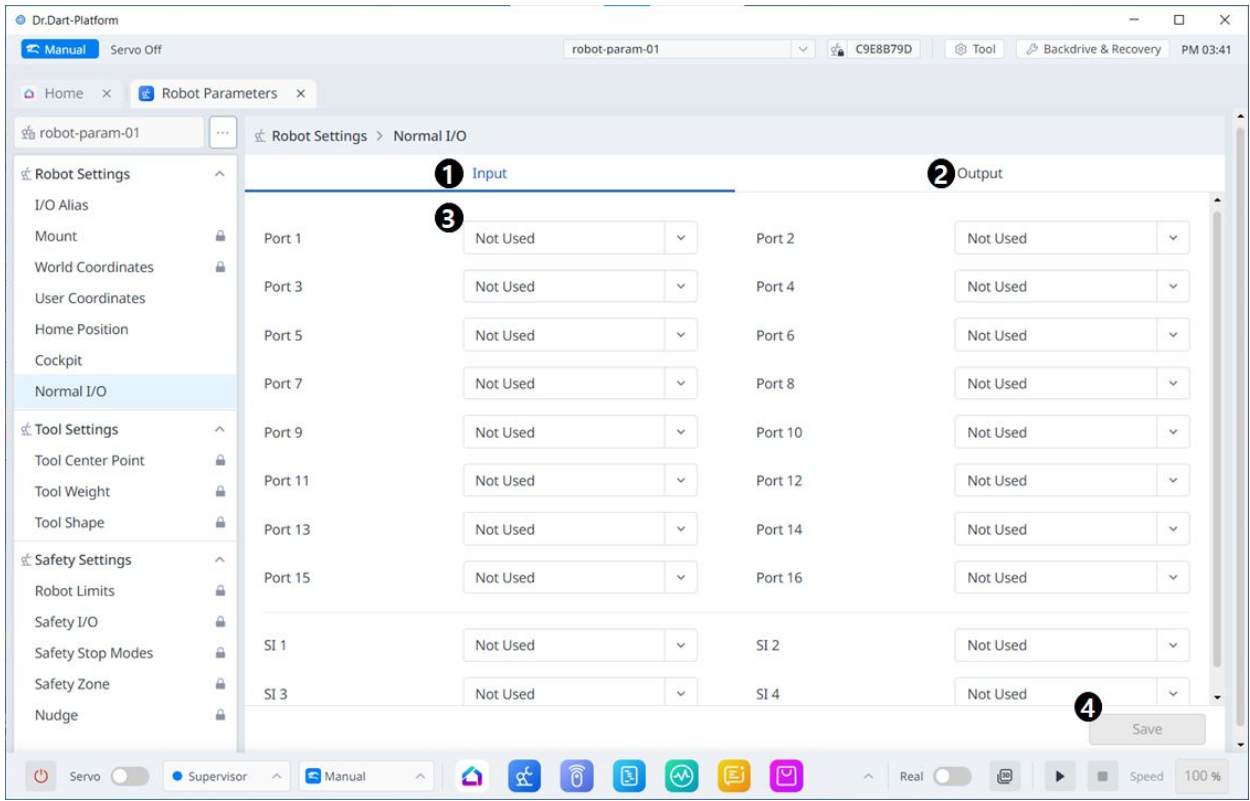 Dr.Dart-Platform
Manual Servo Off robot-param-01 C9E8B79D Tool Backdrive & Recovery PM 03:41
Home × Robot Parameters ×
robot-param-01 ...
Robot Settings
I/O Alias
Mount
World Coordinates
User Coordinates
Home Position
Cockpit
Normal I/O
Tool Settings
Tool Center Point
Tool Weight
Tool Shape
Safety Settings
Robot Limits
Safety I/O
Safety Stop Modes
Safety Zone
Nudge
Robot Settings > Normal I/O
1 Input 2 Output
3
Port 1 Not Used Port 2 Not Used
Port 3 Not Used Port 4 Not Used
Port 5 Not Used Port 6 Not Used
Port 7 Not Used Port 8 Not Used
Port 9 Not Used Port 10 Not Used
Port 11 Not Used Port 12 Not Used
Port 13 Not Used Port 14 Not Used
Port 15 Not Used Port 16 Not Used
SI 1 Not Used SI 2 Not Used
SI 3 Not Used SI 4 Not Used
4
Save
Servo Supervisor Manual Real 3D Speed 100 %